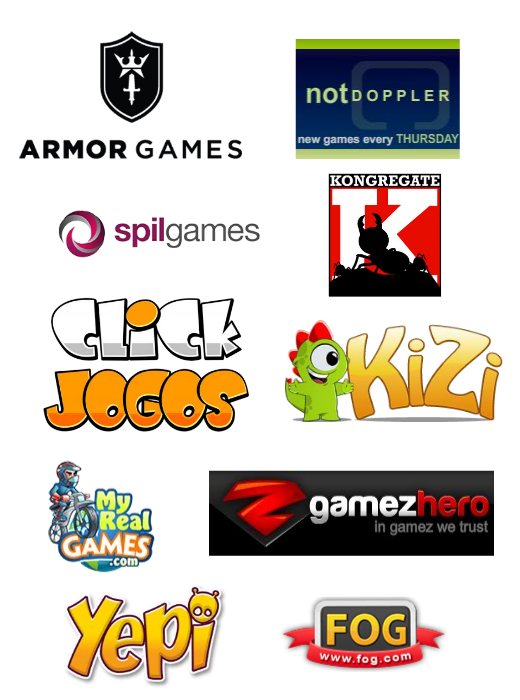 ARMOR GAMES
notDOPPLER
new games every THURSDAY
spilgames
KONGREGATE
K
CLiCK
JOGOS
KiZi
My
Real
GAMES
.com
gamezhero
in gamez we trust
Yepi
FOG
www.fog.com